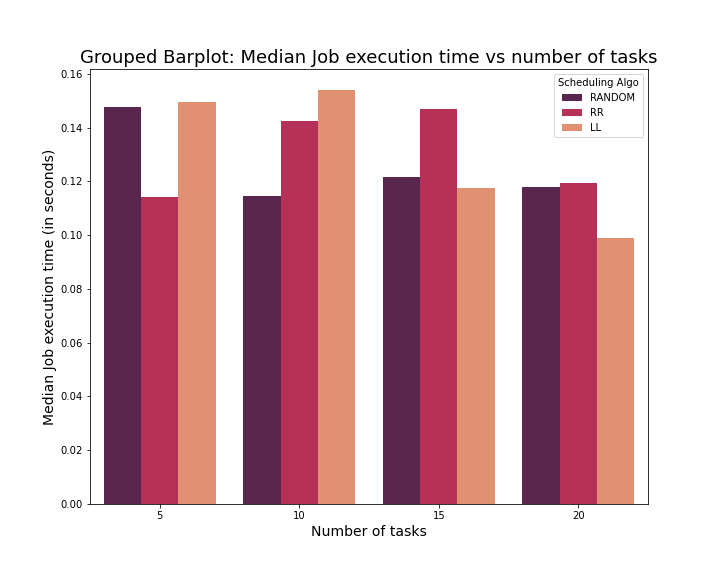 Grouped Barplot: Median Job execution time vs number of tasks
Scheduling Algo
RANDOM
RR
LL
Median Job execution time (in seconds)
0.16
0.14
0.12
0.10
0.08
0.06
0.04
0.02
0.00
5 10 15 20
Number of tasks